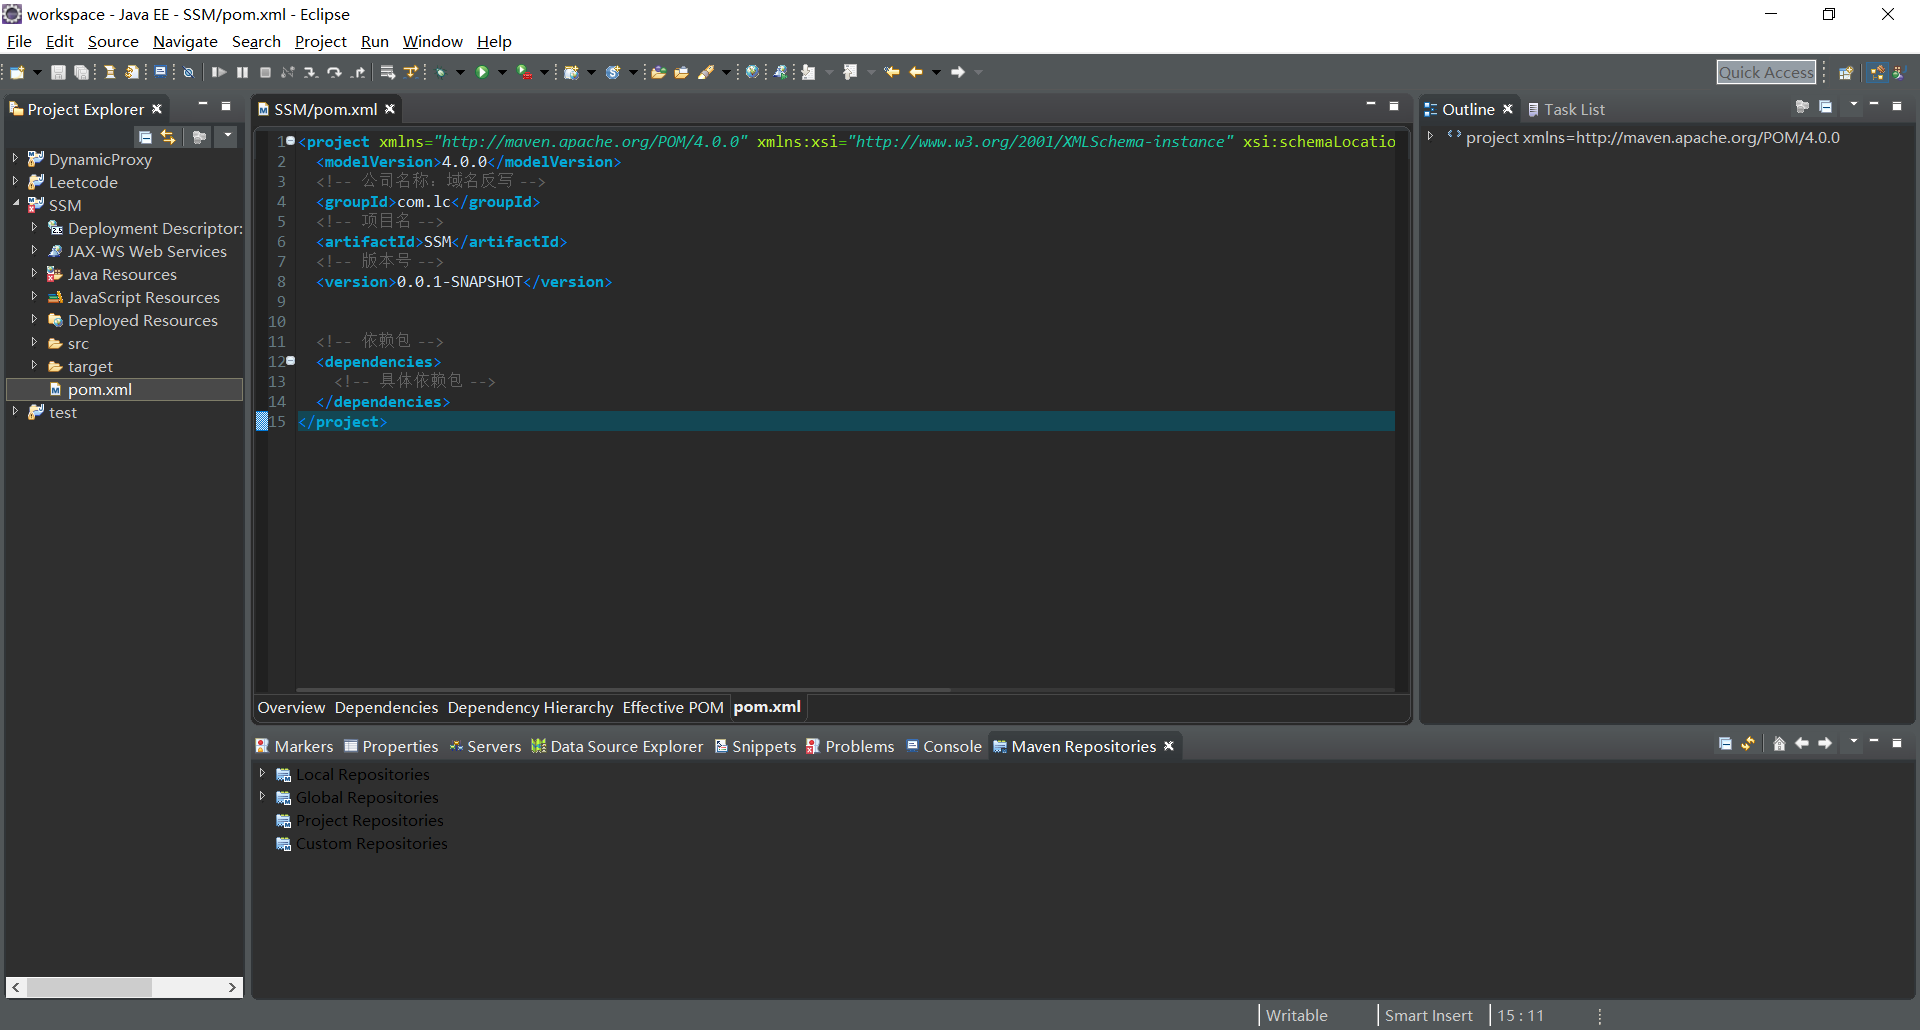 workspace - Java EE - SSM/pom.xml - Eclipse
File Edit Source Navigate Search Project Run Window Help
Quick Access
Project Explorer
DynamicProxy
Leetcode
SSM
Deployment Descriptor:
JAX-WS Web Services
Java Resources
JavaScript Resources
Deployed Resources
src
target
pom.xml
test
SSM/pom.xml
1 <project xmlns="http://maven.apache.org/POM/4.0.0" xmlns:xsi="http://www.w3.org/2001/XMLSchema-instance" xsi:schemaLocatio
2 <modelVersion>4.0.0</modelVersion>
3 <!-- 公司名称：域名反写 -->
4 <groupId>com.lc</groupId>
5 <!-- 项目名 -->
6 <artifactId>SSM</artifactId>
7 <!-- 版本号 -->
8 <version>0.0.1-SNAPSHOT</version>
9
10
11 <!-- 依赖包 -->
12 <dependencies>
13 <!-- 具体依赖包 -->
14 </dependencies>
15 </project>
Overview Dependencies Dependency Hierarchy Effective POM pom.xml
Outline Task List
project xmlns=http://maven.apache.org/POM/4.0.0
Markers Properties Servers Data Source Explorer Snippets Problems Console Maven Repositories
Local Repositories
Global Repositories
Project Repositories
Custom Repositories
Writable Smart Insert 15 : 11